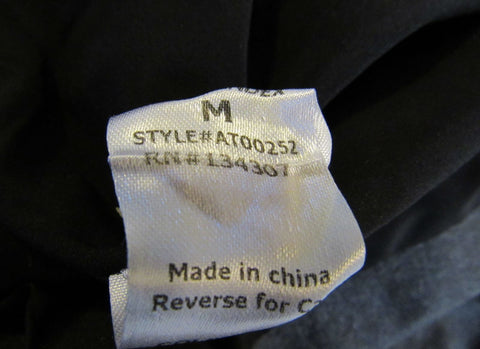 M
STYLE#AT00252
RN#134307
Made in china
Reverse for